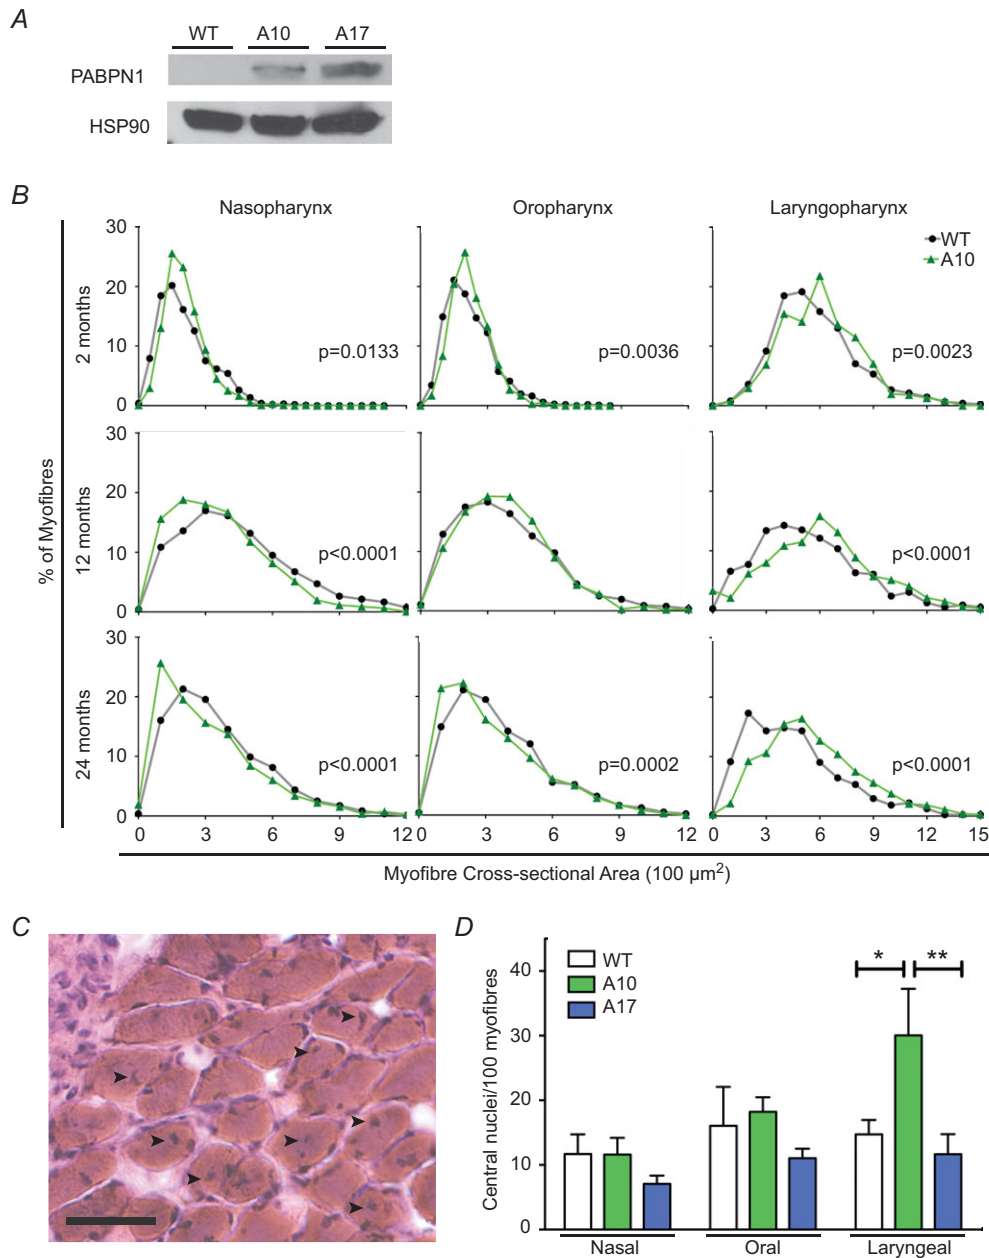 A
WT A10 A17
PABPN1
HSP90
B
Nasopharynx Oropharynx Laryngopharynx
WT
A10
% of Myofibres
2 months
30
20
10
0
p=0.0133
p=0.0036
p=0.0023
12 months
30
20
10
0
p<0.0001
p<0.0001
24 months
30
20
10
0
p<0.0001
p=0.0002
p<0.0001
0 3 6 9 12 0 3 6 9 12 0 3 6 9 12 15
Myofibre Cross-sectional Area (100 µm²)
C
D
WT
A10
A17
* **
Central nuclei/100 myofibres
40
30
20
10
0
Nasal Oral Laryngeal